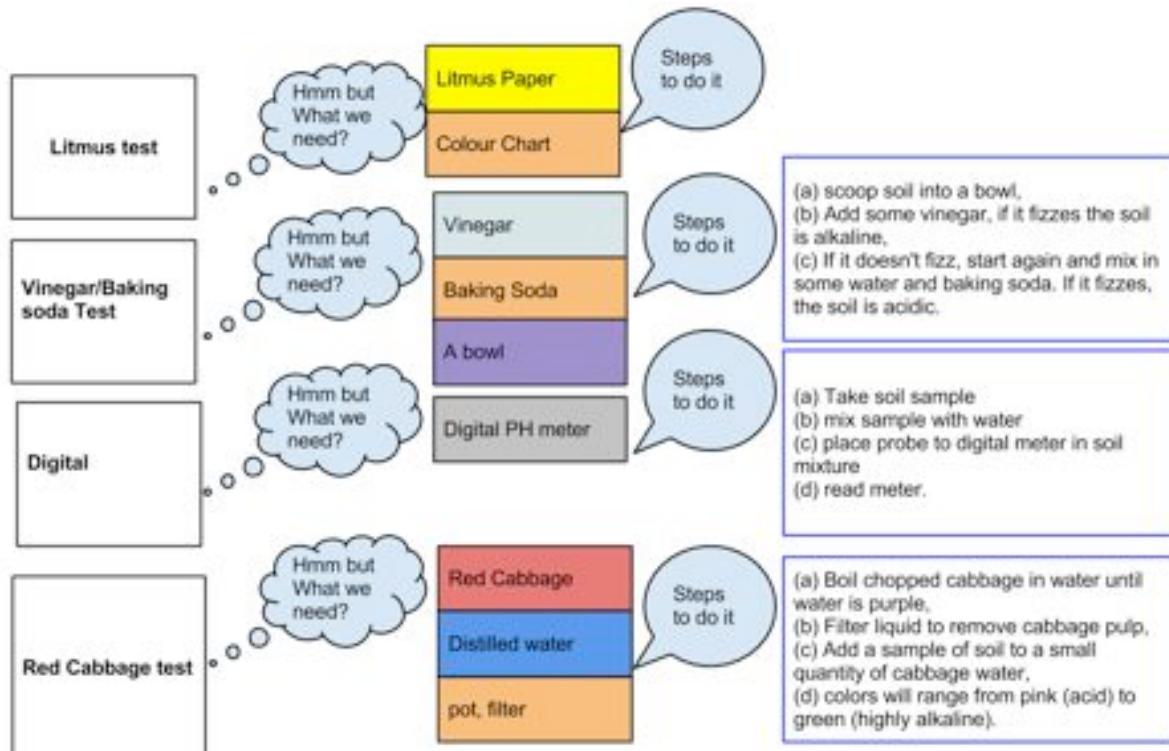 Litmus test
Hmm but
What we
need?
Litmus Paper
Colour Chart
Steps
to do it
Vinegar/Baking
soda Test
Hmm but
What we
need?
Vinegar
Baking Soda
A bowl
Steps
to do it
(a) scoop soil into a bowl,
(b) Add some vinegar, if it fizzes the soil
is alkaline,
(c) If it doesn't fizz, start again and mix in
some water and baking soda. If it fizzes,
the soil is acidic.
Digital
Hmm but
What we
need?
Digital PH meter
Steps
to do it
(a) Take soil sample
(b) mix sample with water
(c) place probe to digital meter in soil
mixture
(d) read meter.
Red Cabbage test
Hmm but
What we
need?
Red Cabbage
Distilled water
pot, filter
Steps
to do it
(a) Boil chopped cabbage in water until
water is purple,
(b) Filter liquid to remove cabbage pulp,
(c) Add a sample of soil to a small
quantity of cabbage water,
(d) colors will range from pink (acid) to
green (highly alkaline).